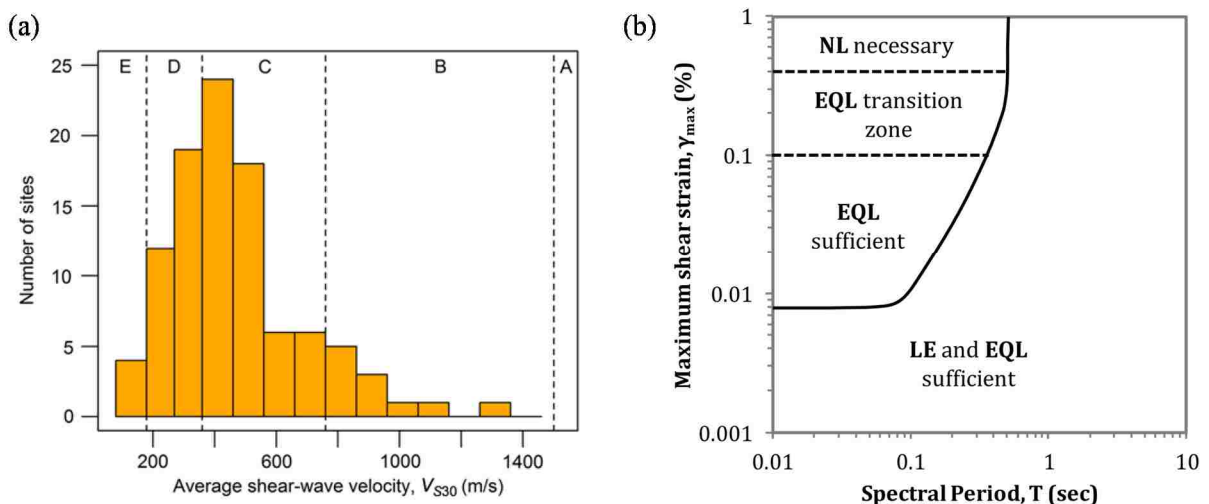 (a)
E D C B A
25
20
15
10
5
0
Number of sites
200 600 1000 1400
Average shear-wave velocity, VS30 (m/s)
(b)
1
0.1
0.01
0.001
Maximum shear strain, γmax (%)
NL necessary
EQL transition
zone
EQL
sufficient
LE and EQL
sufficient
0.01 0.1 1 10
Spectral Period, T (sec)